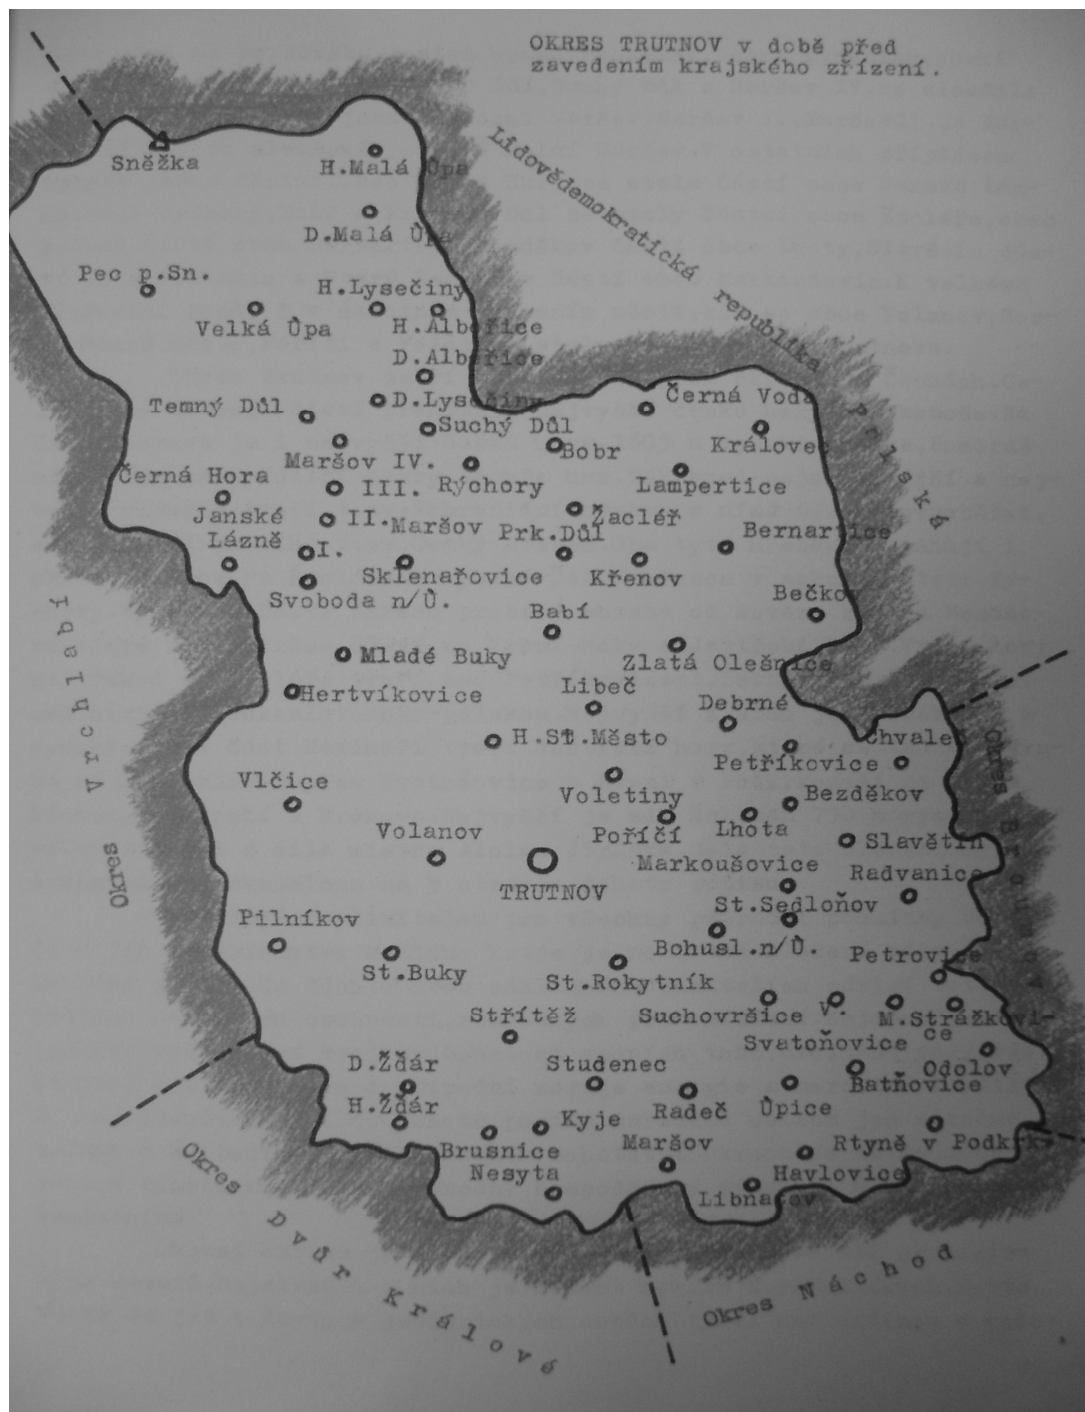 OKRES TRUTNOV v době před
zavedením krajského zřízení.
Lidovědemokratická republika Polská
Sněžka
H.Malá Úpa
D.Malá Úpa
Pec p.Sn.
H.Lysečiny
Velká Úpa
H.Albeřice
D.Albeřice
Černá Voda
D.Lysečiny
Temný Důl
Suchý Důl
Královec
Bobr
Maršov IV.
Černá Hora
III.
Rýchory
Lampertice
Janské
Lázně
II.
Maršov
Žacléř
Prk.Důl
Bernartice
I.
Sklenařovice
Křenov
Svoboda n/Ú.
Bečkov
Babí
Mladé Buky
Zlatá Olešnice
Hertvíkovice
Libeč
Debrné
H.St.Město
Chvaleč
Petříkovice
Vlčice
Voletiny
Bezděkov
Volanov
Poříčí
Lhota
Slavětín
Markoušovice
Radvanice
TRUTNOV
St.Sedloňov
Pilníkov
Bohusl.n/Ú.
Petrovice
St.Buky
St.Rokytník
Střítěž
Suchovršice
V.
M.Strážkovi-
ce
Svatoňovice
Odolov
D.Žďár
Studenec
Batňovice
H.Žďár
Kyje
Radeč
Úpice
Brusnice
Maršov
Rtyně v Podkrk.
Nesyta
Havlovice
Libňatov
Okres Vrchlabí
Okres Broumov
Okres Dvůr Králové
Okres Náchod